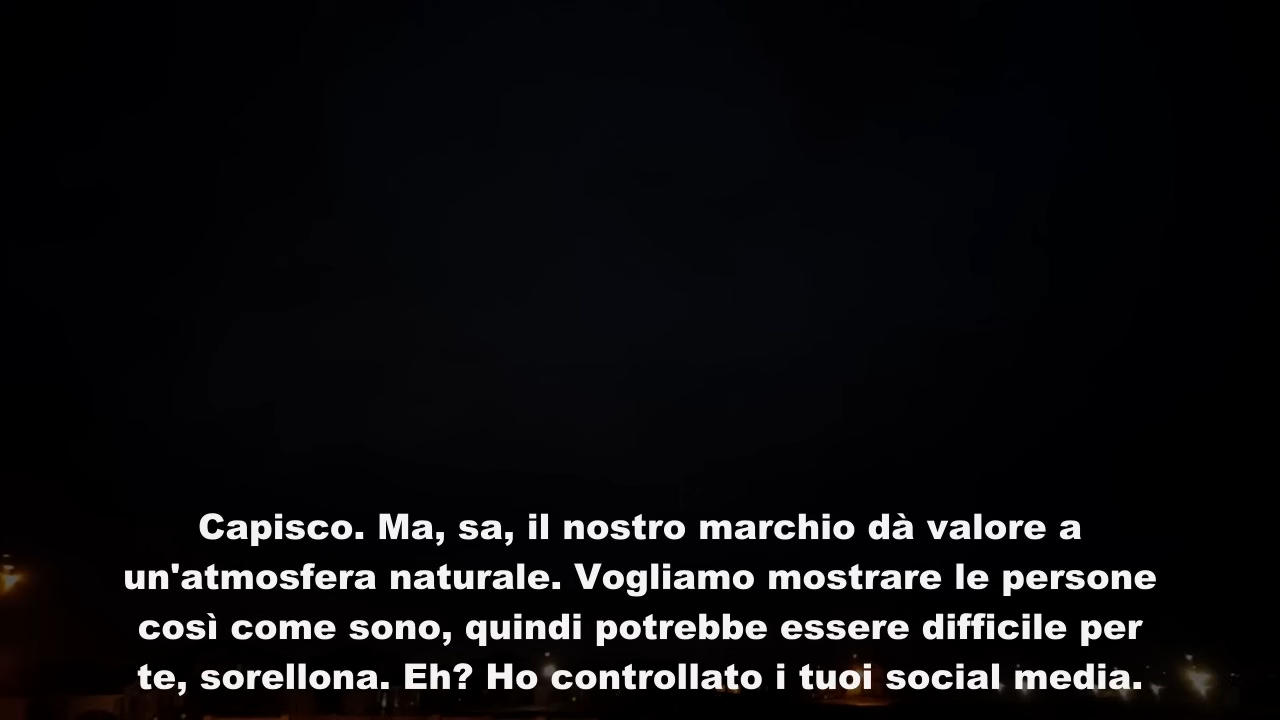 Capisco. Ma, sa, il nostro marchio dà valore a
un'atmosfera naturale. Vogliamo mostrare le persone
così come sono, quindi potrebbe essere difficile per
te, sorellona. Eh? Ho controllato i tuoi social media.